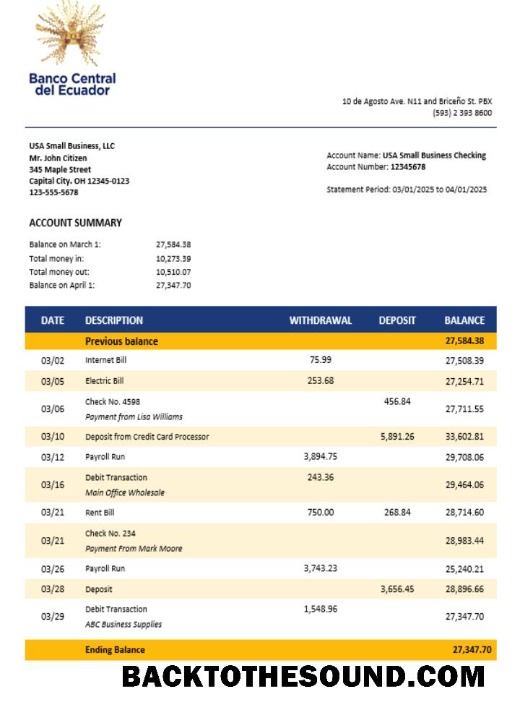 Banco Central
del Ecuador
10 de Agosto Ave. N11 and Briceño St. PBX
(593) 2 393 8600
USA Small Business, LLC
Mr. John Citizen
345 Maple Street
Capital City. OH 12345-0123
123-555-5678
Account Name: USA Small Business Checking
Account Number: 12345678
Statement Period: 03/01/2025 to 04/01/2025
ACCOUNT SUMMARY
Balance on March 1: 27,584.38
Total money in: 10,273.39
Total money out: 10,510.07
Balance on April 1: 27,347.70
DATE DESCRIPTION WITHDRAWAL DEPOSIT BALANCE
Previous balance 27,584.38
03/02 Internet Bill 75.99 27,508.39
03/05 Electric Bill 253.68 27,254.71
03/06 Check No. 4598 456.84 27,711.55
Payment from Lisa Williams
03/10 Deposit from Credit Card Processor 5,891.26 33,602.81
03/12 Payroll Run 3,894.75 29,708.06
03/16 Debit Transaction 243.36 29,464.06
Main Office Wholesale
03/21 Rent Bill 750.00 268.84 28,714.60
03/21 Check No. 234 28,983.44
Payment From Mark Moore
03/26 Payroll Run 3,743.23 25,240.21
03/28 Deposit 3,656.45 28,896.66
03/29 Debit Transaction 1,548.96 27,347.70
ABC Business Supplies
Ending Balance 27,347.70
BACKTOTHESOUND.COM